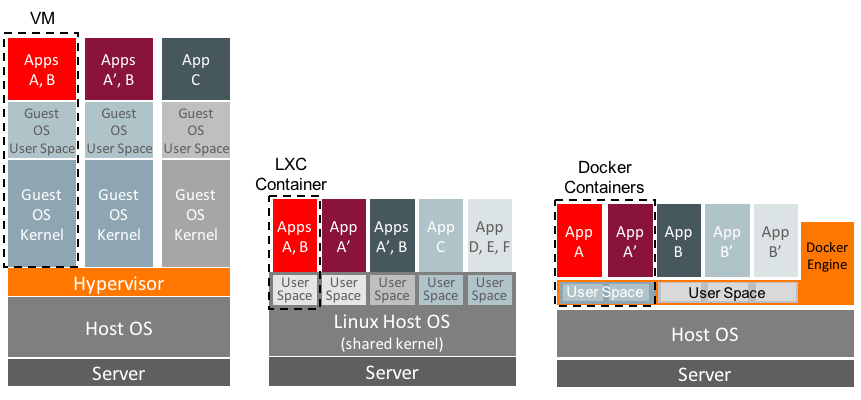 VM
Apps
A, B
Apps
A’, B
App
C
Guest
OS
User Space
Guest
OS
User Space
Guest
OS
User Space
Guest
OS
Kernel
Guest
OS
Kernel
Guest
OS
Kernel
Hypervisor
Host OS
Server
LXC
Container
Apps
A, B
App
A’
Apps
A’, B
App
C
App
D, E, F
User
Space
User
Space
User
Space
User
Space
User
Space
Linux Host OS
(shared kernel)
Server
Docker
Containers
App
A
App
A’
App
B
App
B’
App
B’
Docker
Engine
User Space
User Space
Host OS
Server